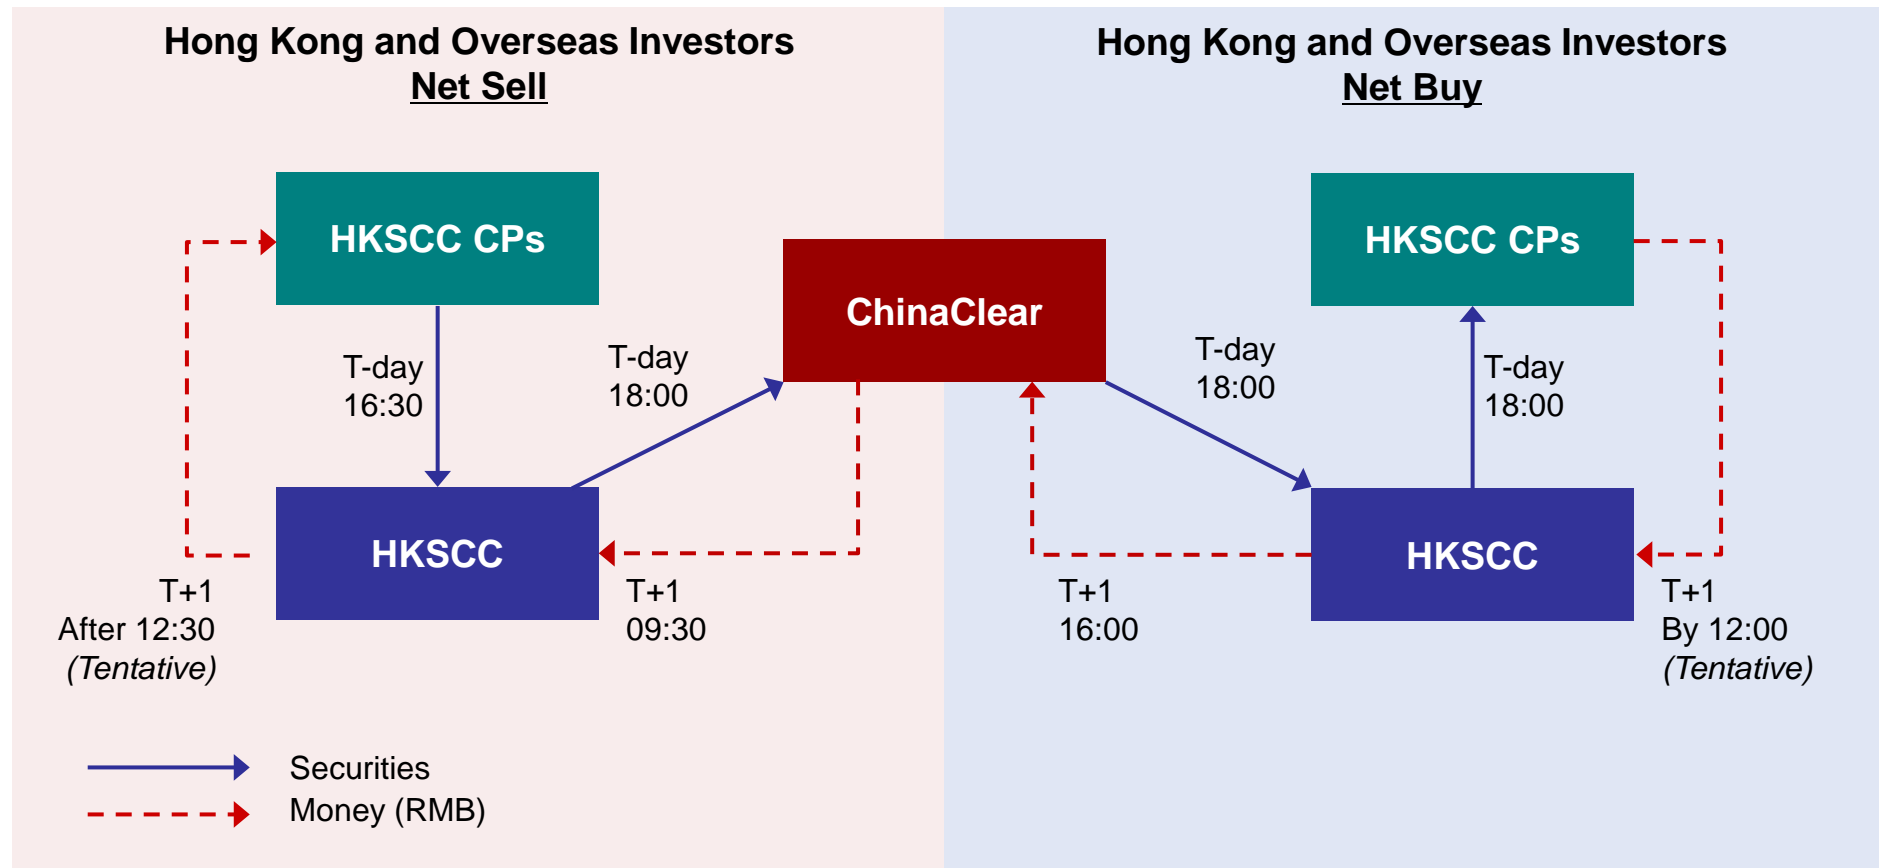 Hong Kong and Overseas Investors
Net Sell
Hong Kong and Overseas Investors
Net Buy
HKSCC CPs
HKSCC CPs
ChinaClear
T-day
16:30
T-day
18:00
T-day
18:00
T-day
18:00
HKSCC
HKSCC
T+1
After 12:30
(Tentative)
T+1
09:30
T+1
16:00
T+1
By 12:00
(Tentative)
Securities
Money (RMB)